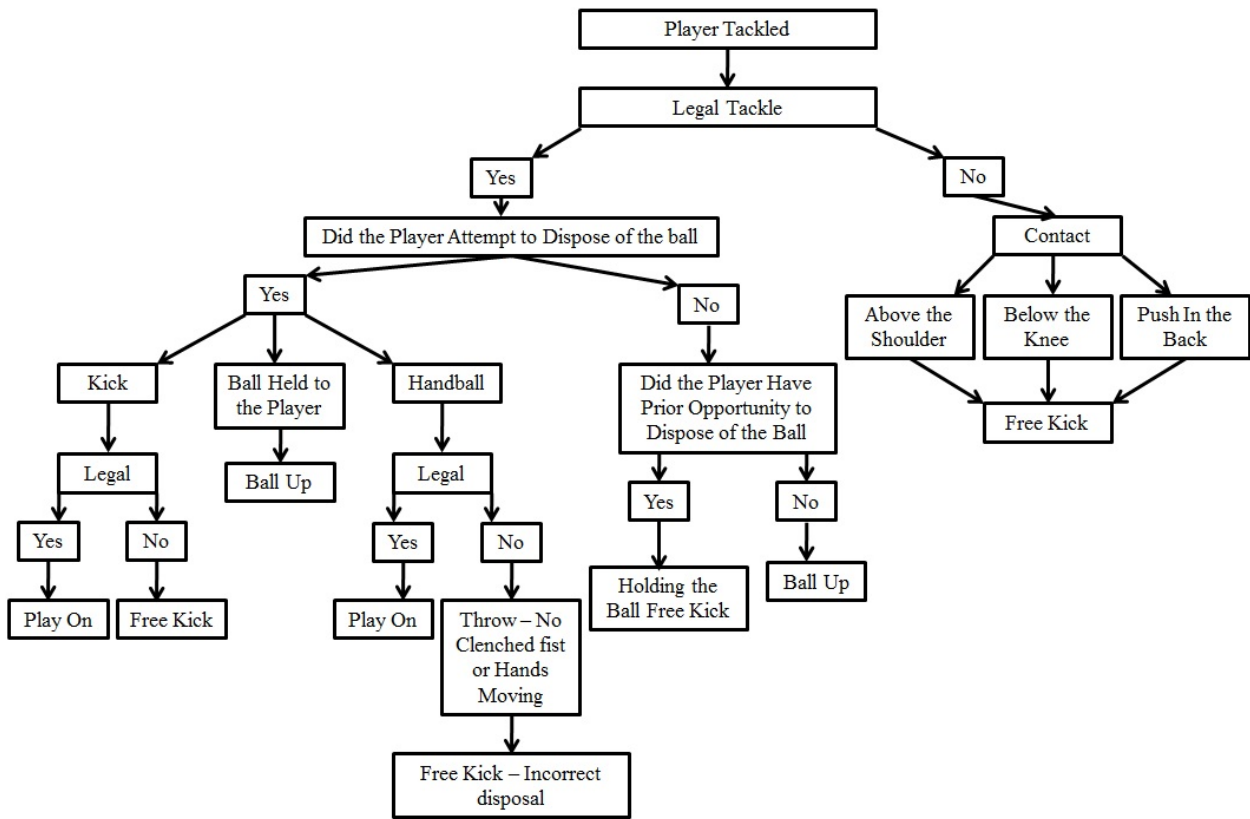 Player Tackled
Legal Tackle
Yes
No
Did the Player Attempt to Dispose of the ball
Contact
Yes
No
Above the
Shoulder
Below the
Knee
Push In the
Back
Kick
Ball Held to
the Player
Handball
Did the Player Have
Prior Opportunity to
Dispose of the Ball
Free Kick
Legal
Ball Up
Legal
Yes
No
Yes
No
Yes
No
Play On
Free Kick
Play On
Throw – No
Clenched fist
or Hands
Moving
Holding the
Ball Free Kick
Ball Up
Free Kick – Incorrect
disposal